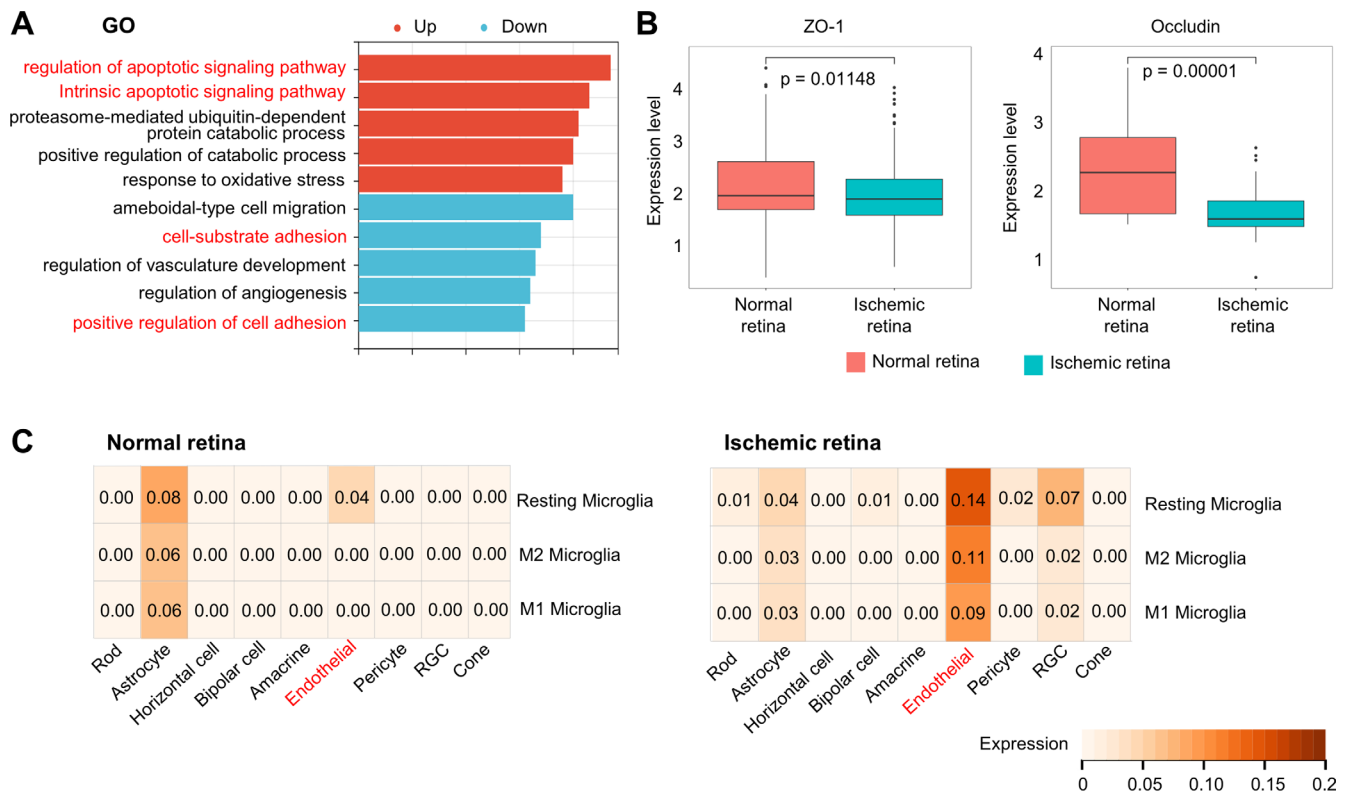 A
GO
Up
Down
regulation of apoptotic signaling pathway
Intrinsic apoptotic signaling pathway
proteasome-mediated ubiquitin-dependent
protein catabolic process
positive regulation of catabolic process
response to oxidative stress
ameboidal-type cell migration
cell-substrate adhesion
regulation of vasculature development
regulation of angiogenesis
positive regulation of cell adhesion
B
ZO-1
p = 0.01148
Expression level
4
3
2
1
Normal
retina
Ischemic
retina
Occludin
p = 0.00001
Expression level
4
3
2
1
Normal
retina
Ischemic
retina
Normal retina
Ischemic retina
C
Normal retina
0.00 0.08 0.00 0.00 0.00 0.04 0.00 0.00 0.00 Resting Microglia
0.00 0.06 0.00 0.00 0.00 0.00 0.00 0.00 0.00 M2 Microglia
0.00 0.06 0.00 0.00 0.00 0.00 0.00 0.00 0.00 M1 Microglia
Rod
Astrocyte
Horizontal cell
Bipolar cell
Amacrine
Endothelial
Pericyte
RGC
Cone
Ischemic retina
0.01 0.04 0.00 0.01 0.00 0.14 0.02 0.07 0.00 Resting Microglia
0.00 0.03 0.00 0.00 0.00 0.11 0.00 0.02 0.00 M2 Microglia
0.00 0.03 0.00 0.00 0.00 0.09 0.00 0.02 0.00 M1 Microglia
Rod
Astrocyte
Horizontal cell
Bipolar cell
Amacrine
Endothelial
Pericyte
RGC
Cone
Expression
0 0.05 0.10 0.15 0.2